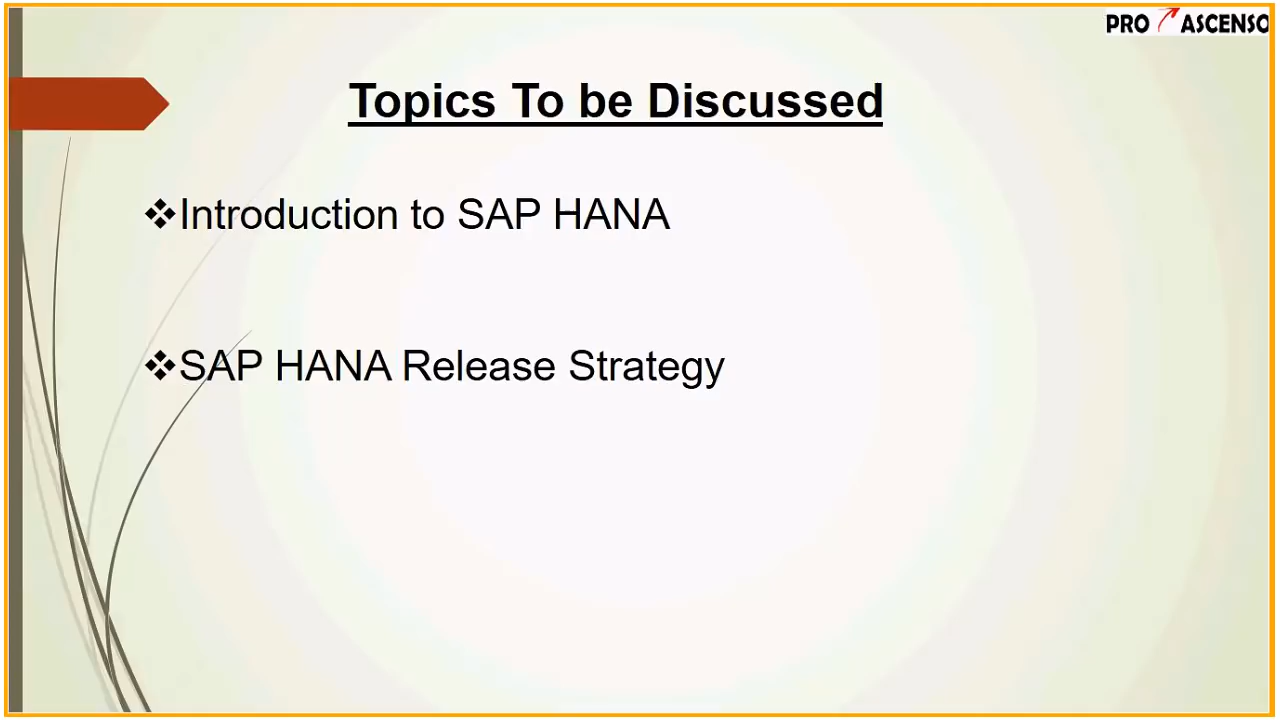 PRO ASCENSO
Topics To be Discussed
❖Introduction to SAP HANA
❖SAP HANA Release Strategy